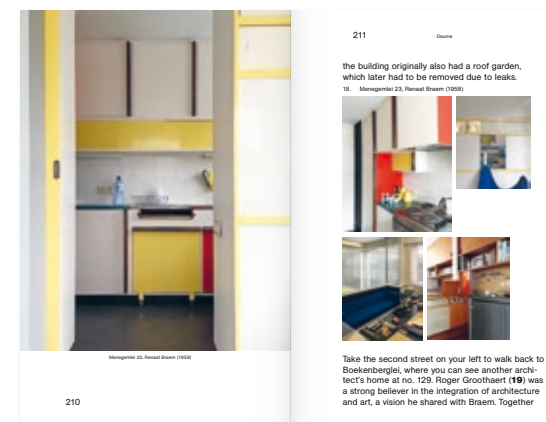 Menegemlei 23, Renaat Braem (1958)
210
211
Deurne
the building originally also had a roof garden,
which later had to be removed due to leaks.
18. Menegemlei 23, Renaat Braem (1958)
Take the second street on your left to walk back to
Boekenberglei, where you can see another archi-
tect's home at no. 129. Roger Groothaert (19) was
a strong believer in the integration of architecture
and art, a vision he shared with Braem. Together